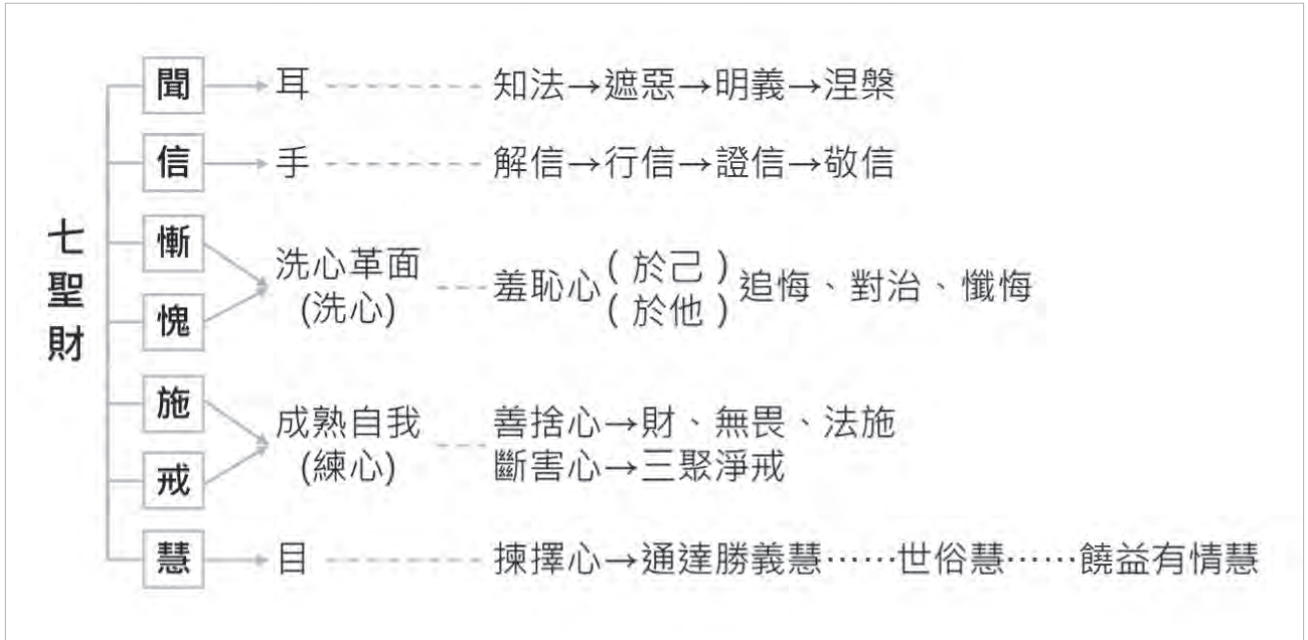 七聖財
聞 → 耳 知法→遮惡→明義→涅槃
信 → 手 解信→行信→證信→敬信
慚
愧
洗心革面
(洗心)
羞恥心 (於己) 追悔、對治、懺悔
(於他)
施
戒
成熟自我
(練心)
善捨心→財、無畏、法施
斷害心→三聚淨戒
慧 → 目 揀擇心→通達勝義慧……世俗慧……饒益有情慧